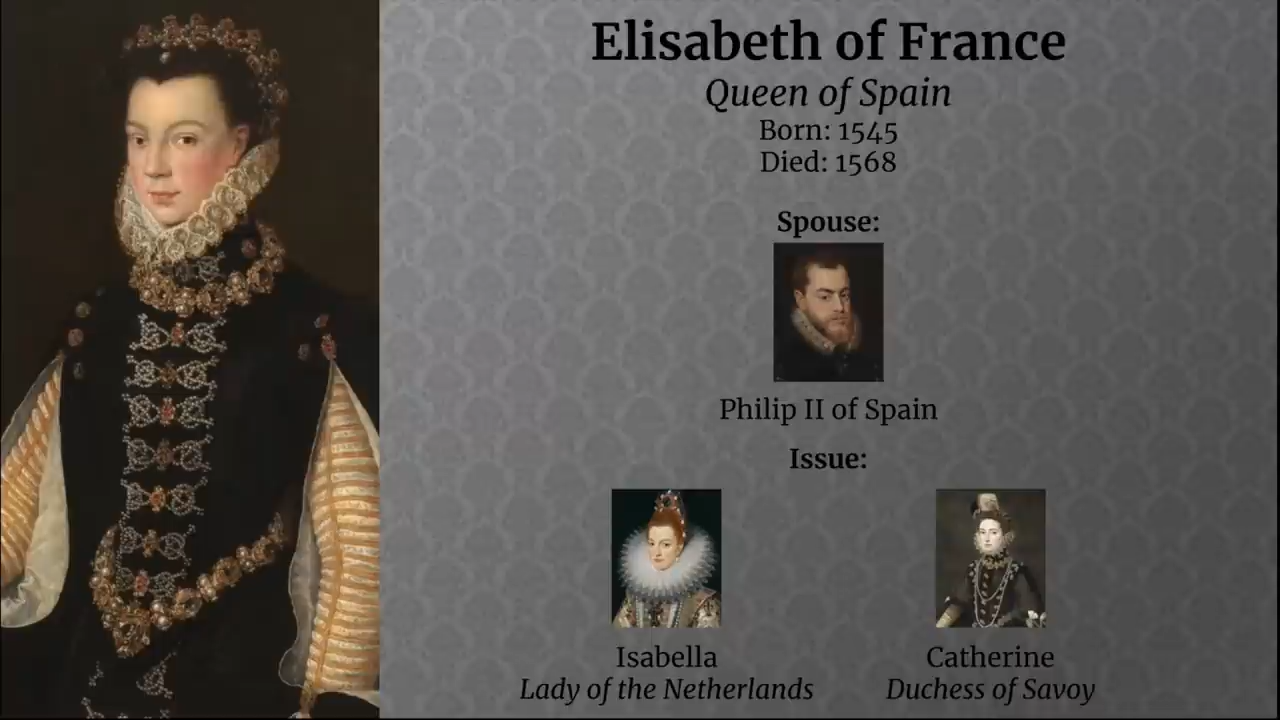 Elisabeth of France
Queen of Spain
Born: 1545
Died: 1568
Spouse:
Philip II of Spain
Issue:
Isabella
Lady of the Netherlands
Catherine
Duchess of Savoy